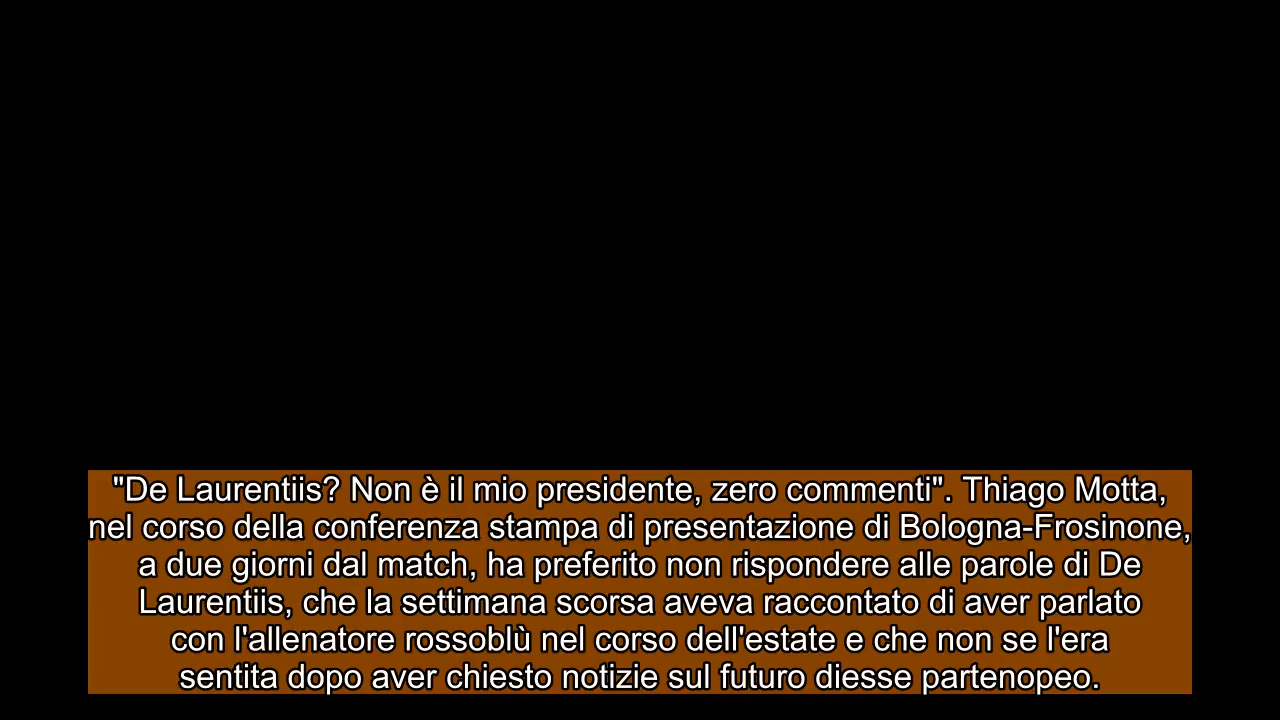 "De Laurentiis? Non è il mio presidente, zero commenti". Thiago Motta,
nel corso della conferenza stampa di presentazione di Bologna-Frosinone,
a due giorni dal match, ha preferito non rispondere alle parole di De
Laurentiis, che la settimana scorsa aveva raccontato di aver parlato
con l'allenatore rossoblù nel corso dell'estate e che non se l'era
sentita dopo aver chiesto notizie sul futuro diesse partenopeo.